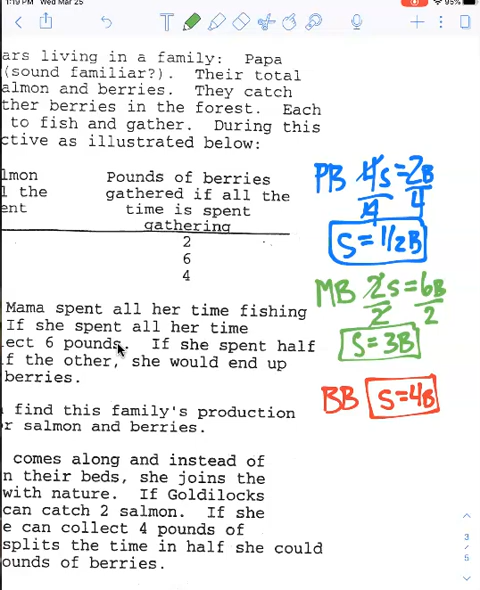 1:19 PM Wed Mar 25
95%
ars living in a family: Papa
(sound familiar?). Their total
almon and berries. They catch
ther berries in the forest. Each
to fish and gather. During this
ctive as illustrated below:
lmon Pounds of berries
l the gathered if all the
ent time is spent
gathering
2
6
4
Mama spent all her time fishing
If she spent all her time
lect 6 pounds. If she spent half
f the other, she would end up
berries.
find this family's production
r salmon and berries.
comes along and instead of
n their beds, she joins the
with nature. If Goldilocks
can catch 2 salmon. If she
e can collect 4 pounds of
splits the time in half she could
ounds of berries.
PB 4S=2B
4 4
S=1/2B
MB 2S=6B
2 2
S=3B
BB S=4B
3
/
5